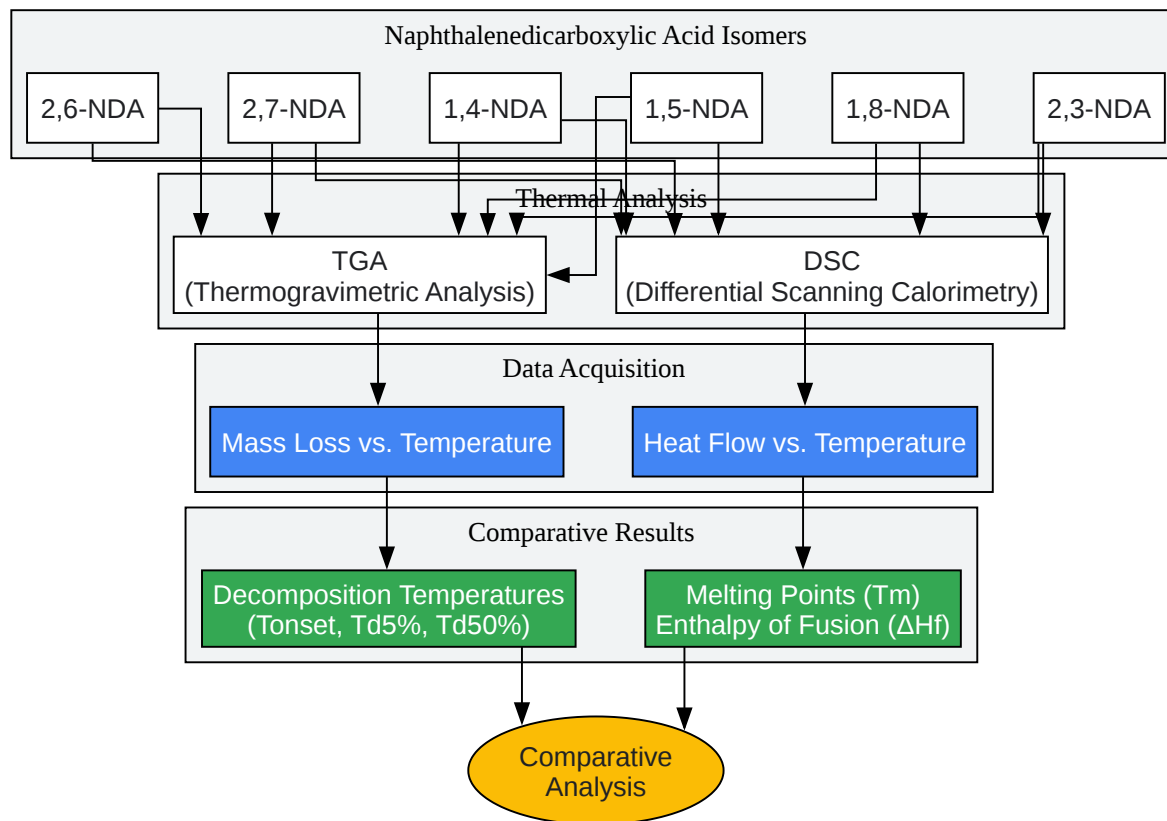 Naphthalenedicarboxylic Acid Isomers
2,6-NDA
2,7-NDA
1,4-NDA
1,5-NDA
1,8-NDA
2,3-NDA
Thermal Analysis
TGA
(Thermogravimetric Analysis)
DSC
(Differential Scanning Calorimetry)
Data Acquisition
Mass Loss vs. Temperature
Heat Flow vs. Temperature
Comparative Results
Decomposition Temperatures
(Tonset, Td5%, Td50%)
Melting Points (Tm)
Enthalpy of Fusion (ΔHf)
Comparative
Analysis